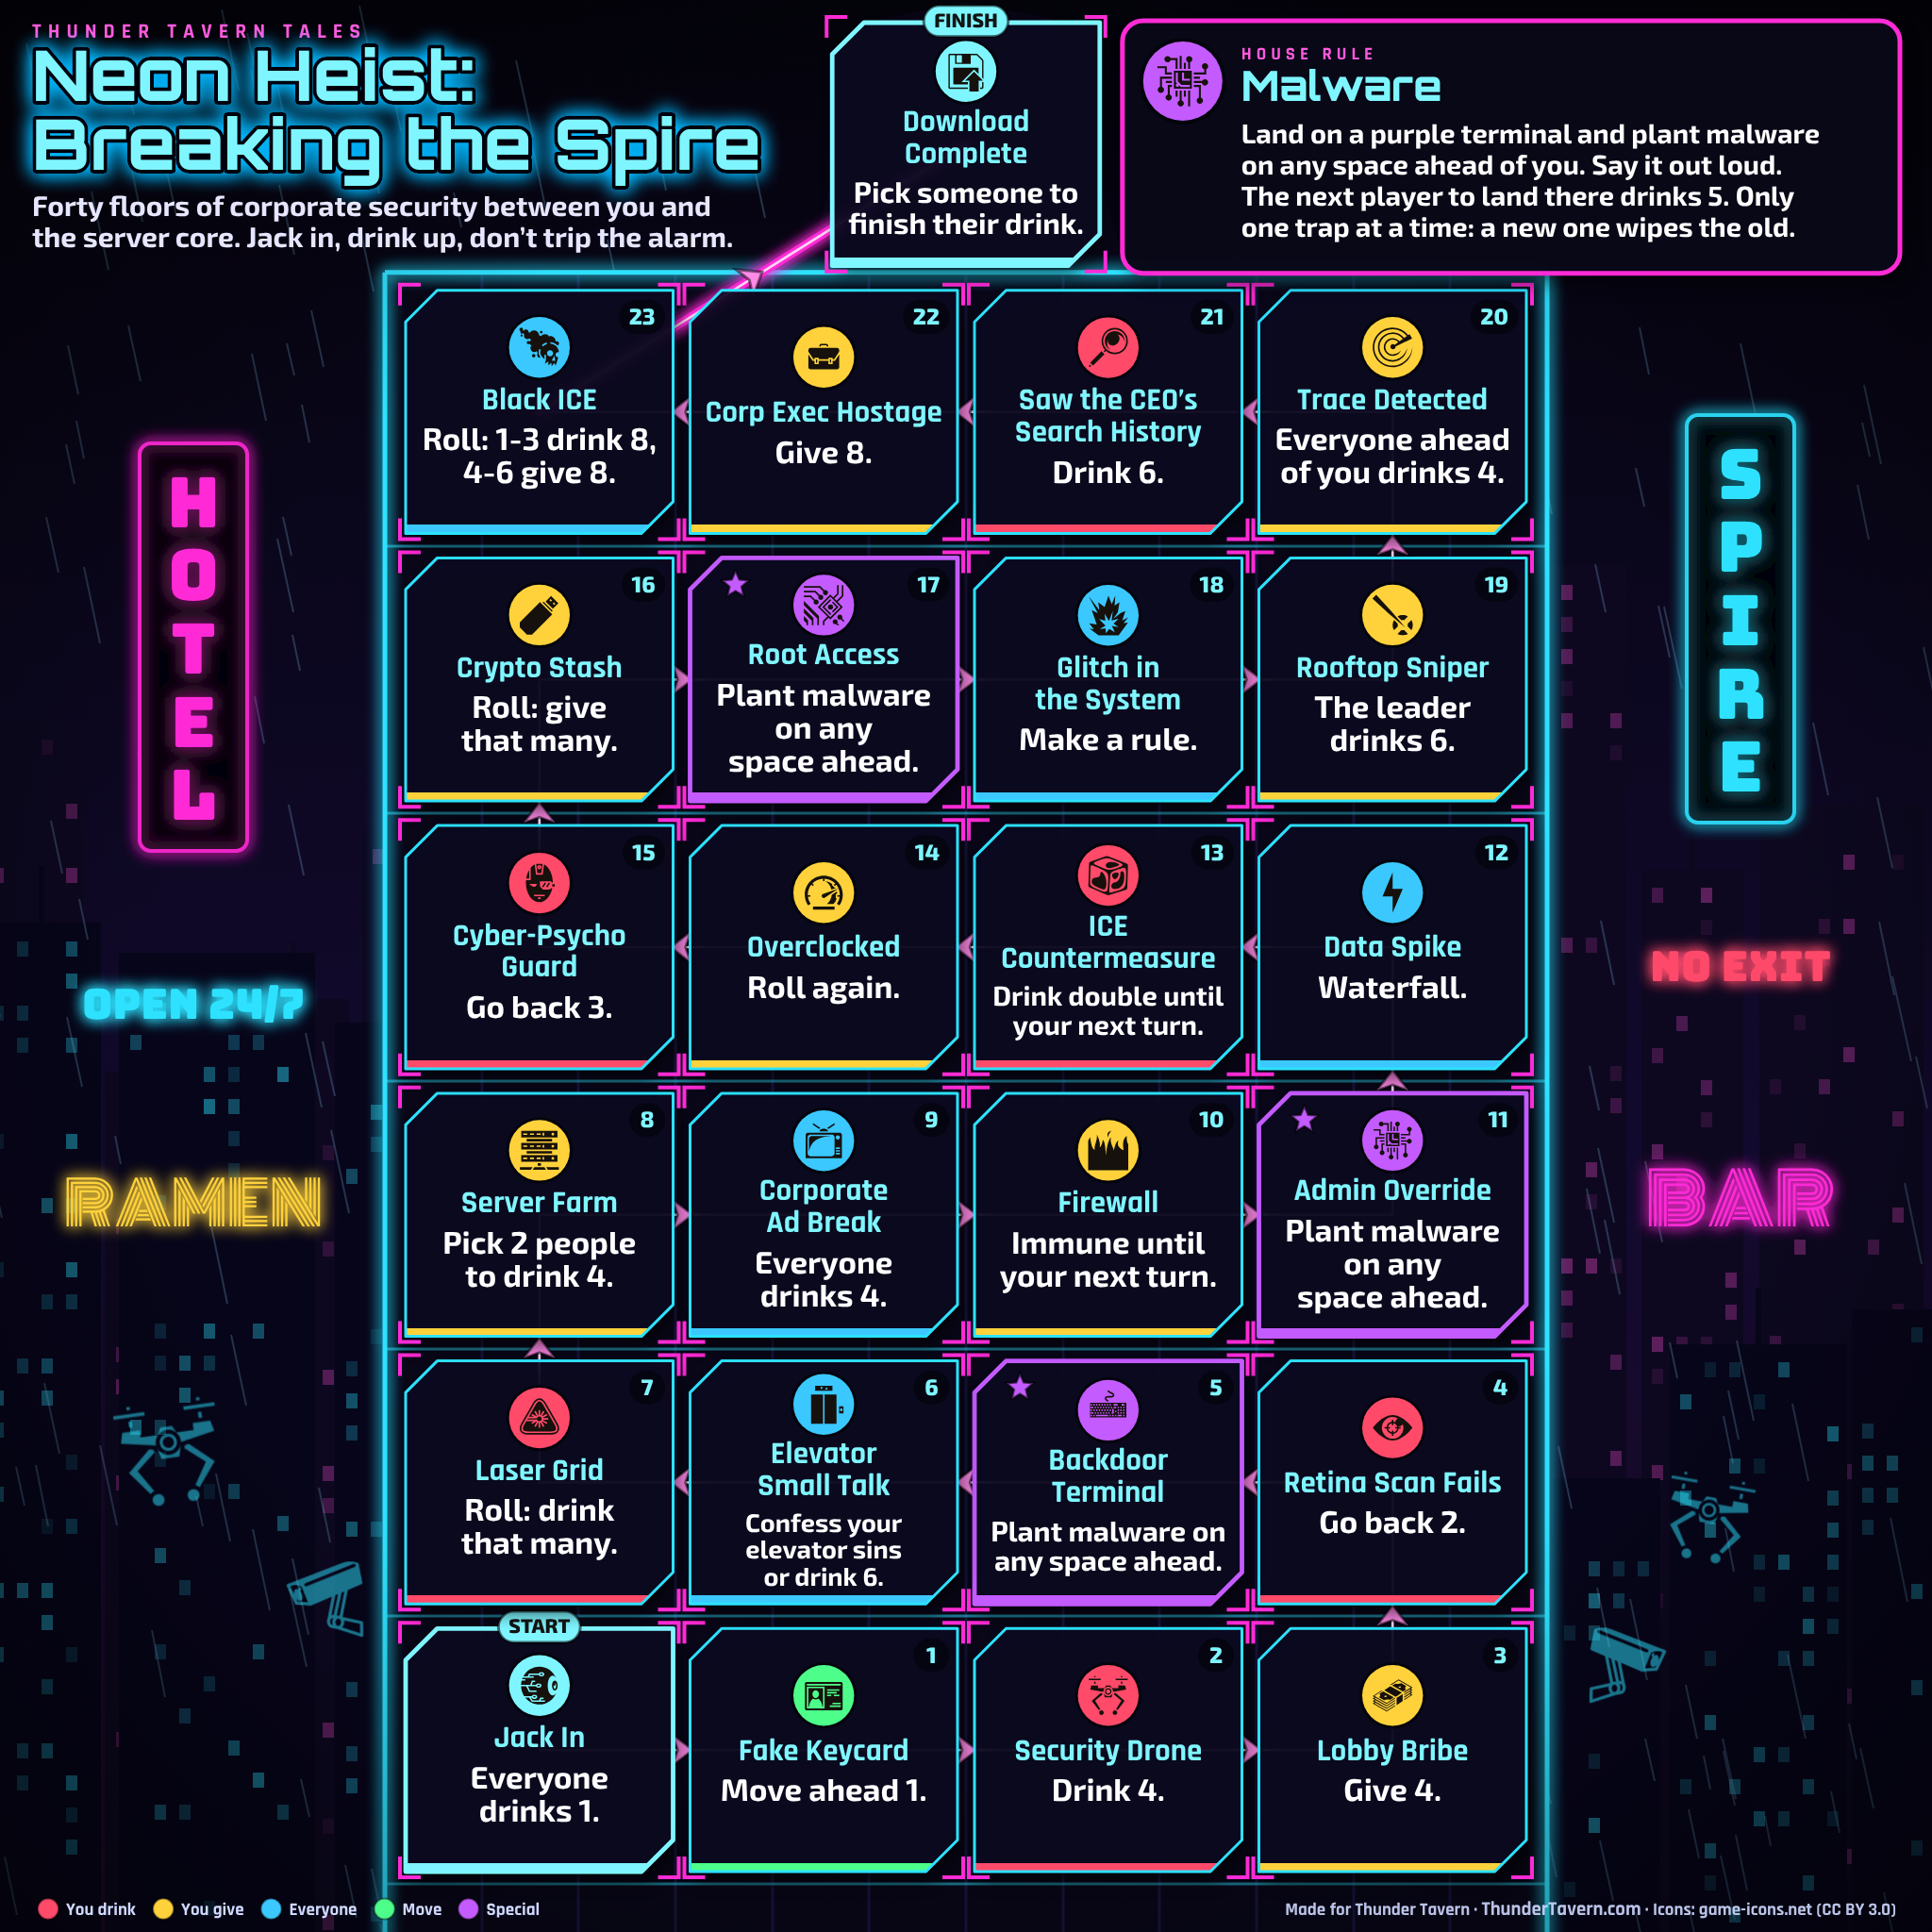 THUNDER TAVERN TALES
Neon Heist:
Breaking the Spire
Forty floors of corporate security between you and
the server core. Jack in, drink up, don’t trip the alarm.
FINISH
Download
Complete
Pick someone to
finish their drink.
HOUSE RULE
Malware
Land on a purple terminal and plant malware
on any space ahead of you. Say it out loud.
The next player to land there drinks 5. Only
one trap at a time: a new one wipes the old.
23
Black ICE
Roll: 1-3 drink 8,
4-6 give 8.
22
Corp Exec Hostage
Give 8.
21
Saw the CEO’s
Search History
Drink 6.
20
Trace Detected
Everyone ahead
of you drinks 4.
16
Crypto Stash
Roll: give
that many.
17
Root Access
Plant malware
on any
space ahead.
18
Glitch in
the System
Make a rule.
19
Rooftop Sniper
The leader
drinks 6.
15
Cyber-Psycho
Guard
Go back 3.
14
Overclocked
Roll again.
13
ICE
Countermeasure
Drink double until
your next turn.
12
Data Spike
Waterfall.
8
Server Farm
Pick 2 people
to drink 4.
9
Corporate
Ad Break
Everyone
drinks 4.
10
Firewall
Immune until
your next turn.
11
Admin Override
Plant malware
on any
space ahead.
7
Laser Grid
Roll: drink
that many.
6
Elevator
Small Talk
Confess your
elevator sins
or drink 6.
5
Backdoor
Terminal
Plant malware on
any space ahead.
4
Retina Scan Fails
Go back 2.
START
Jack In
Everyone
drinks 1.
1
Fake Keycard
Move ahead 1.
2
Security Drone
Drink 4.
3
Lobby Bribe
Give 4.
HOTEL
OPEN 24/7
RAMEN
SPIRE
NO EXIT
BAR
You drink
You give
Everyone
Move
Special
Made for Thunder Tavern · ThunderTavern.com · Icons: game-icons.net (CC BY 3.0)